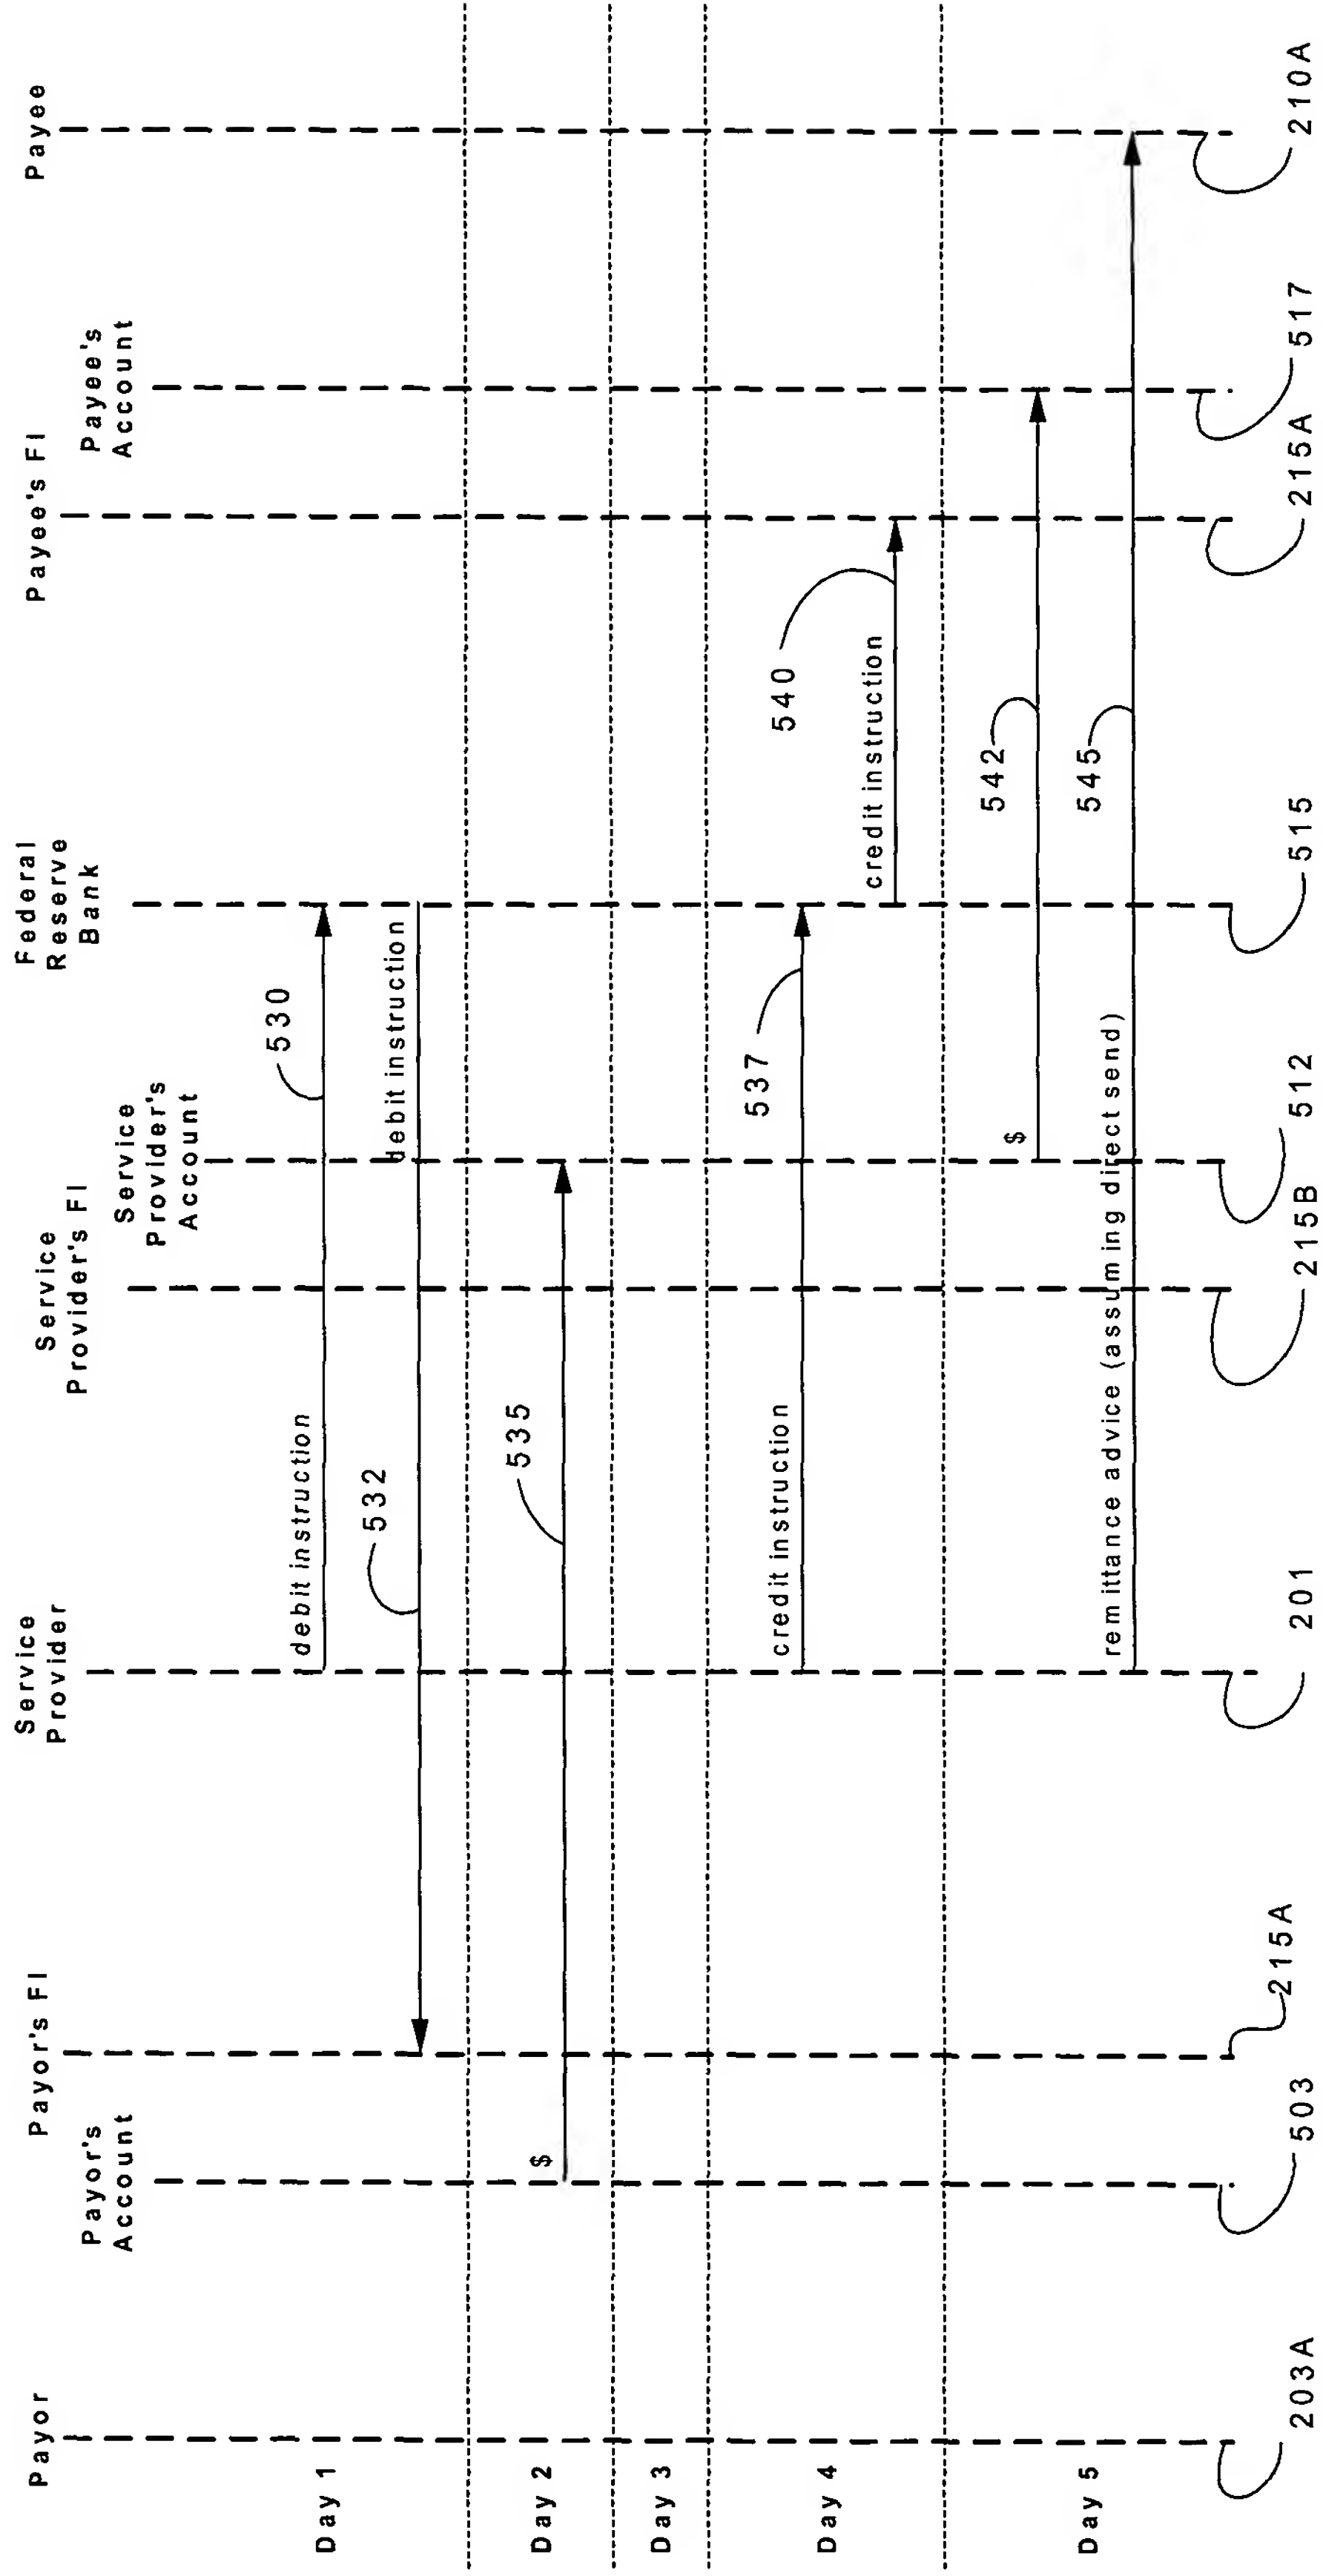 Payor
Payor's
Account
Payor's FI
Service
Provider
Service
Provider's FI
Service
Provider's
Account
Federal
Reserve
Bank
Payee's FI
Payee's
Account
Payee
Day 1
debit instruction
530
532
debit instruction
Day 2
$
535
Day 3
Day 4
credit instruction
537
540
credit instruction
Day 5
$
542
545
remittance advice (assuming direct send)
203A
503
215A
201
215B
512
515
215A
517
210A